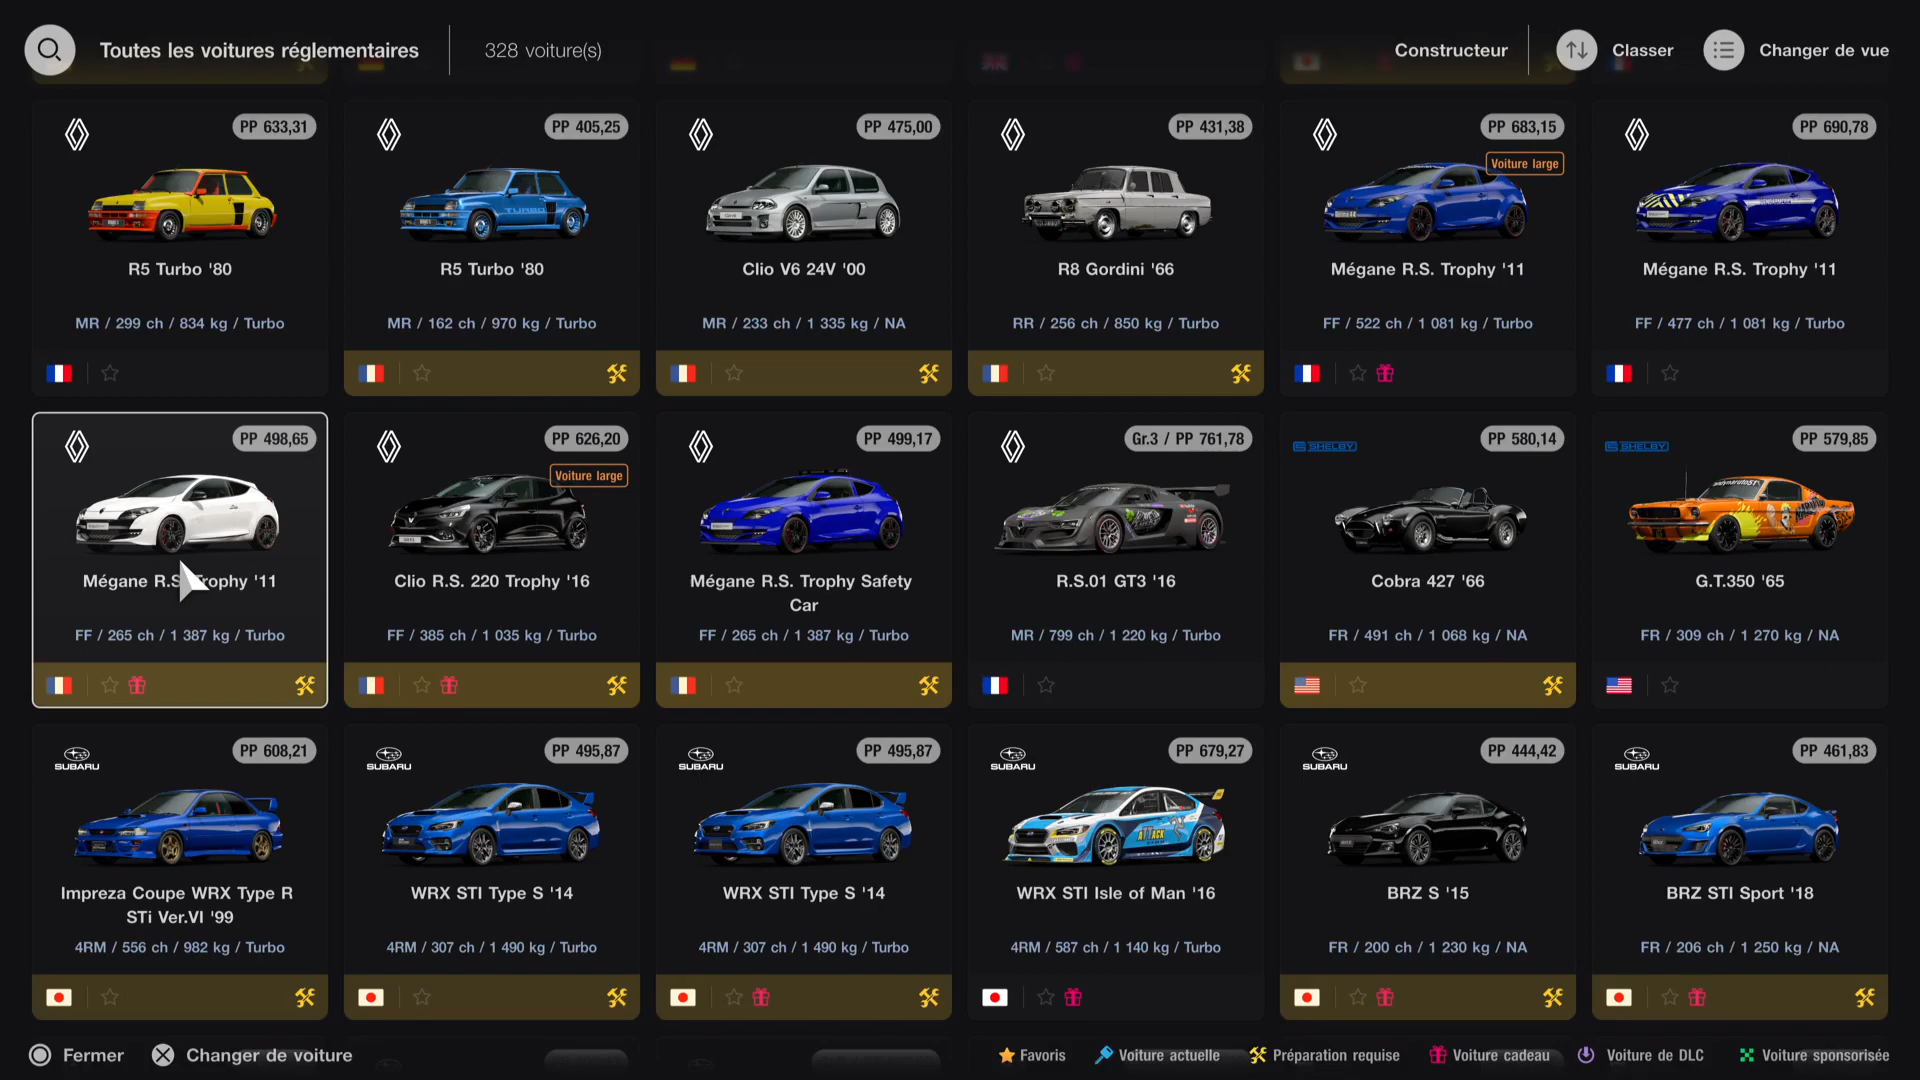 Toutes les voitures réglementaires
328 voiture(s)
Constructeur
Classer
Changer de vue
PP 633,31
R5 Turbo '80
MR / 299 ch / 834 kg / Turbo
PP 405,25
R5 Turbo '80
MR / 162 ch / 970 kg / Turbo
PP 475,00
Clio V6 24V '00
MR / 233 ch / 1 335 kg / NA
PP 431,38
R8 Gordini '66
RR / 256 ch / 850 kg / Turbo
PP 683,15
Voiture large
Mégane R.S. Trophy '11
FF / 522 ch / 1 081 kg / Turbo
PP 690,78
Mégane R.S. Trophy '11
FF / 477 ch / 1 081 kg / Turbo
PP 498,65
Mégane R.S. Trophy '11
FF / 265 ch / 1 387 kg / Turbo
PP 626,20
Voiture large
Clio R.S. 220 Trophy '16
FF / 385 ch / 1 035 kg / Turbo
PP 499,17
Mégane R.S. Trophy Safety
Car
FF / 265 ch / 1 387 kg / Turbo
Gr.3 / PP 761,78
R.S.01 GT3 '16
MR / 799 ch / 1 220 kg / Turbo
SHELBY
PP 580,14
Cobra 427 '66
FR / 491 ch / 1 068 kg / NA
SHELBY
PP 579,85
G.T.350 '65
FR / 309 ch / 1 270 kg / NA
SUBARU
PP 608,21
Impreza Coupe WRX Type R
STi Ver.VI '99
4RM / 556 ch / 982 kg / Turbo
SUBARU
PP 495,87
WRX STI Type S '14
4RM / 307 ch / 1 490 kg / Turbo
SUBARU
PP 495,87
WRX STI Type S '14
4RM / 307 ch / 1 490 kg / Turbo
SUBARU
PP 679,27
ATTACK
WRX STI Isle of Man '16
4RM / 587 ch / 1 140 kg / Turbo
SUBARU
PP 444,42
BRZ S '15
FR / 200 ch / 1 230 kg / NA
SUBARU
PP 461,83
BRZ STI Sport '18
FR / 206 ch / 1 250 kg / NA
Fermer
Changer de voiture
Favoris
Voiture actuelle
Préparation requise
Voiture cadeau
Voiture de DLC
Voiture sponsorisée